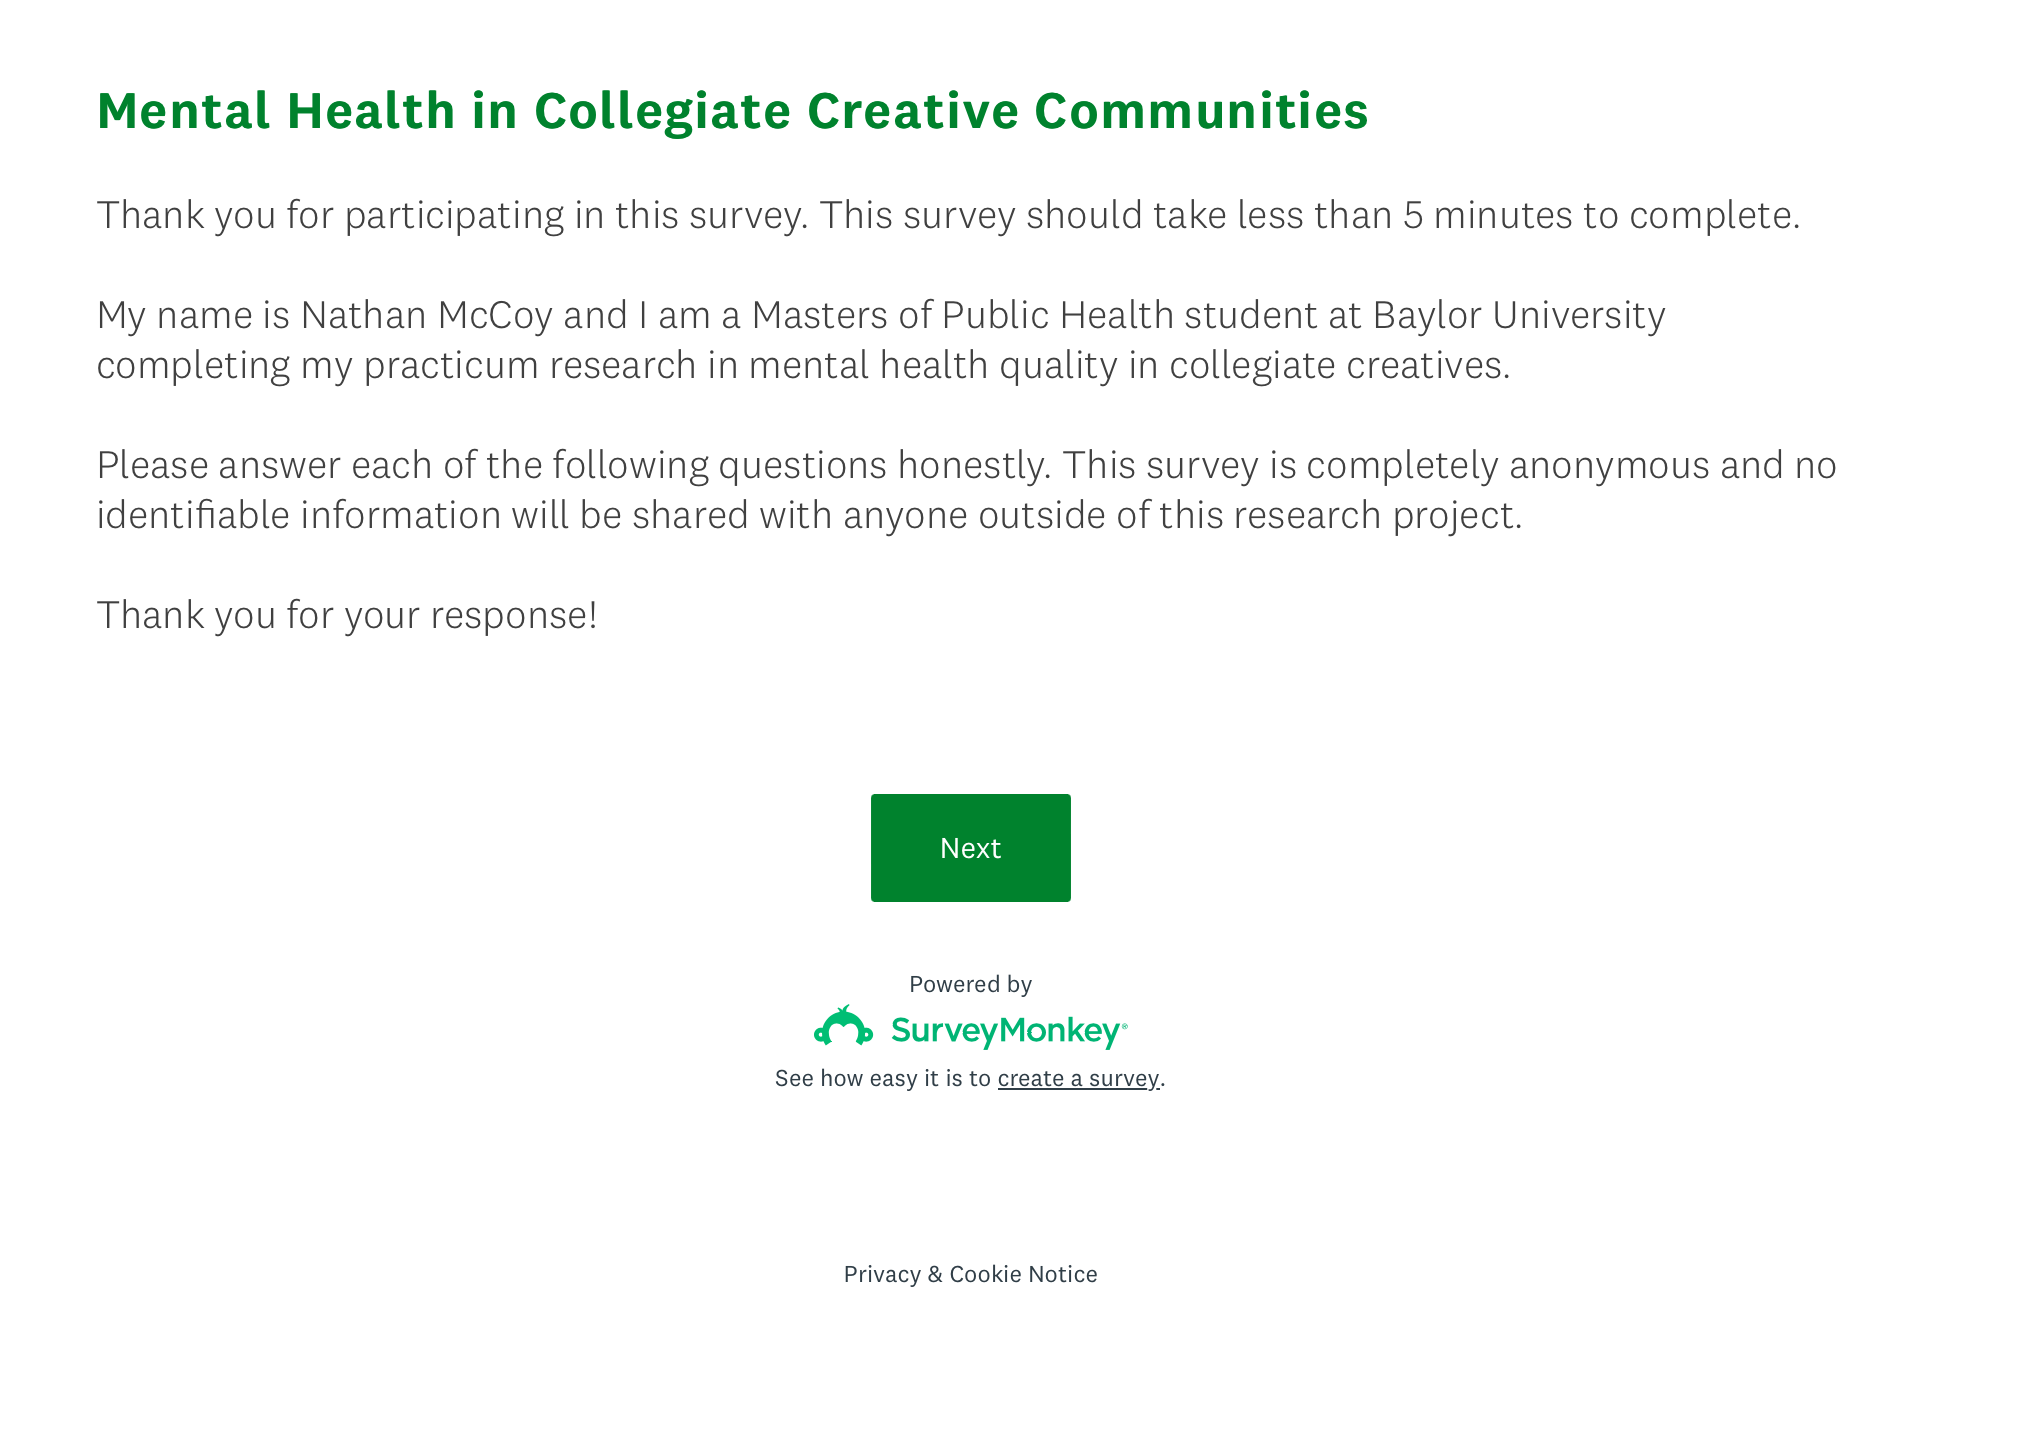 Mental Health in Collegiate Creative Communities
Thank you for participating in this survey. This survey should take less than 5 minutes to complete.
My name is Nathan McCoy and I am a Masters of Public Health student at Baylor University
completing my practicum research in mental health quality in collegiate creatives.
Please answer each of the following questions honestly. This survey is completely anonymous and no
identifiable information will be shared with anyone outside of this research project.
Thank you for your response!
Next
Powered by
SurveyMonkey®
See how easy it is to create a survey.
Privacy & Cookie Notice